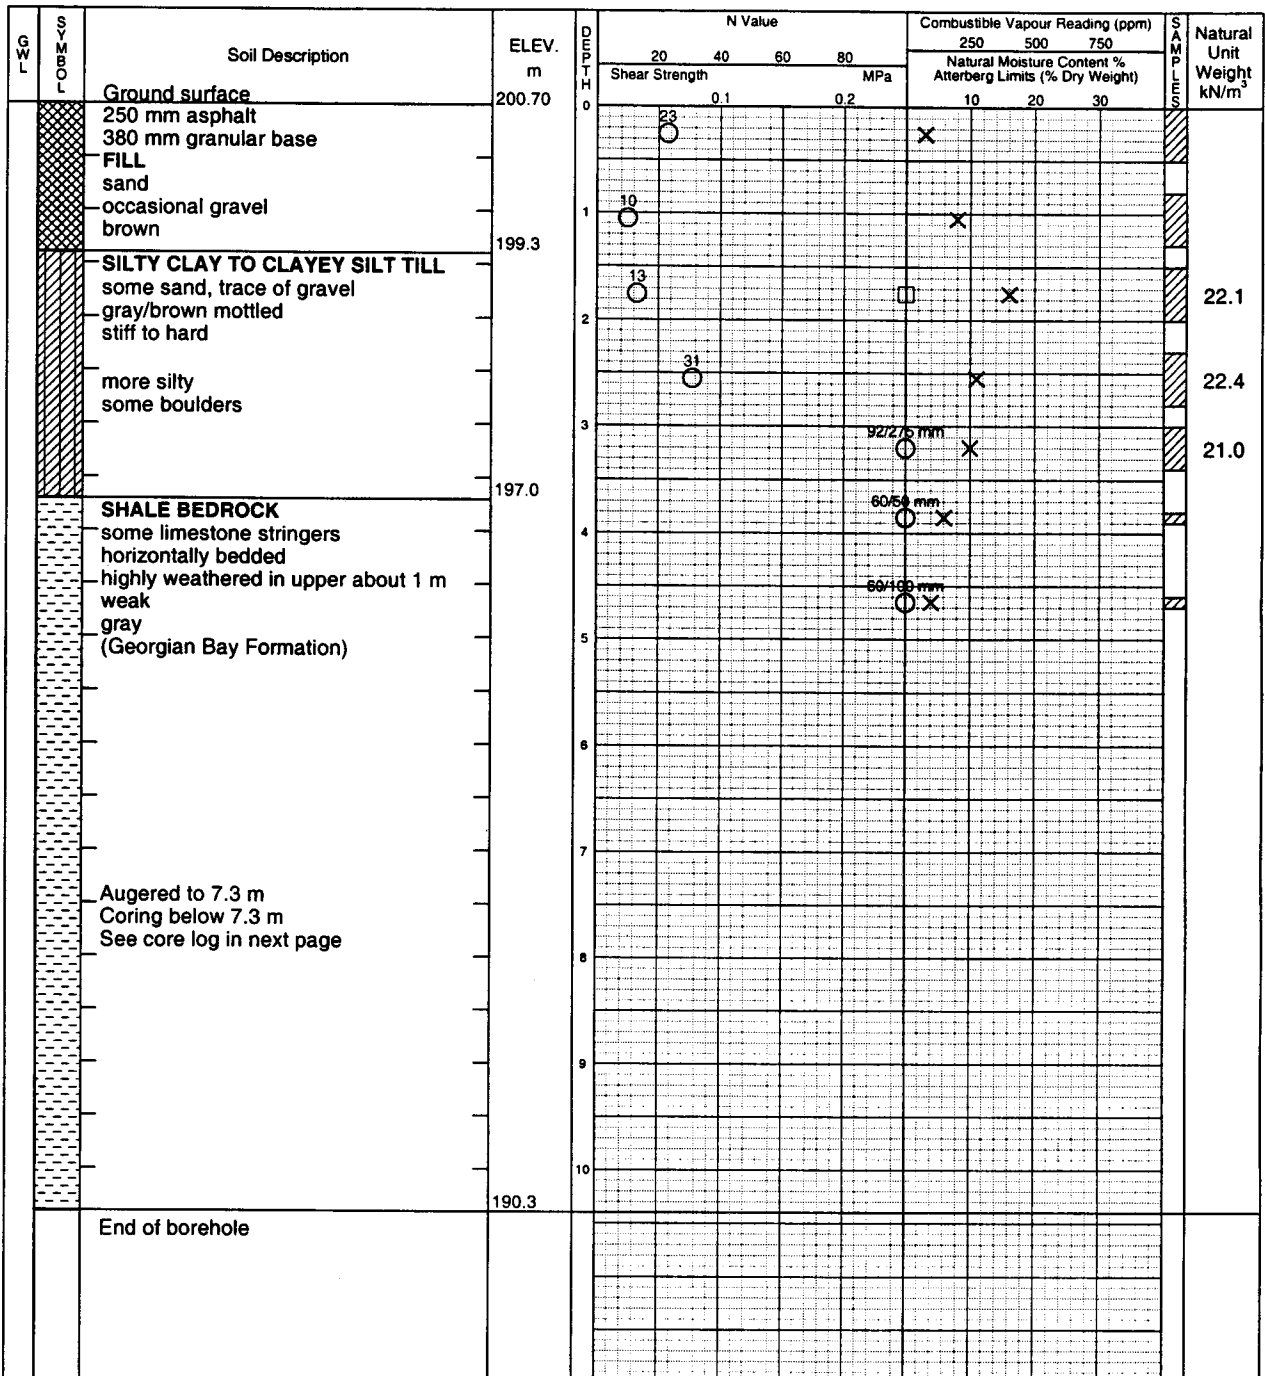 GWL
SYMBOL
Soil Description
ELEV.
m
DEPTH
N Value
20 40 60 80
Shear Strength MPa
0.1 0.2
Combustible Vapour Reading (ppm)
250 500 750
Natural Moisture Content %
Atterberg Limits (% Dry Weight)
10 20 30
SAMPLES
Natural
Unit
Weight
kN/m³
Ground surface 200.70 0
250 mm asphalt 23
380 mm granular base
FILL
sand
occasional gravel 10 1
brown
199.3
SILTY CLAY TO CLAYEY SILT TILL
some sand, trace of gravel 13 22.1
gray/brown mottled
stiff to hard 2
31
more silty 22.4
some boulders
3
92/275 mm 21.0
197.0
SHALE BEDROCK 60/50 mm
some limestone stringers 4
horizontally bedded
highly weathered in upper about 1 m 60/100 mm
weak
gray
(Georgian Bay Formation) 5
6
7
Augered to 7.3 m
Coring below 7.3 m
See core log in next page
8
9
10
190.3
End of borehole